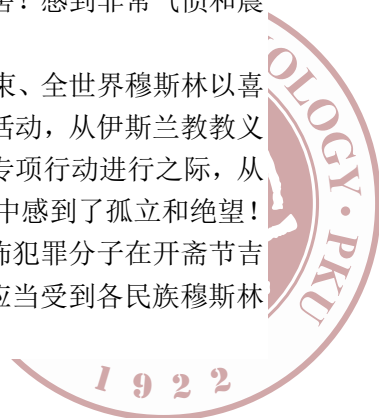 害！感到非常气愤和震
束、全世界穆斯林以喜
活动，从伊斯兰教教义
专项行动进行之际，从
中感到了孤立和绝望！
布犯罪分子在开斋节吉
应当受到各民族穆斯林
OLOGY · PKU
1922